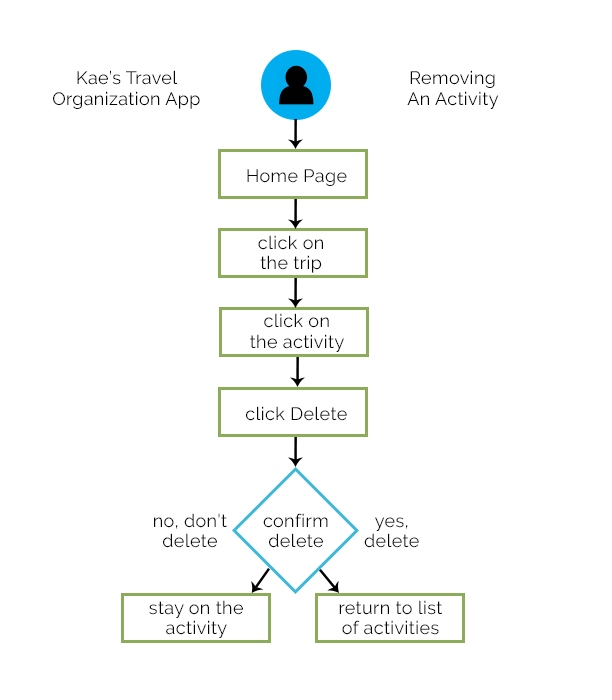 Kae's Travel
Organization App
Removing
An Activity
Home Page
click on
the trip
click on
the activity
click Delete
no, don't
delete
confirm
delete
yes,
delete
stay on the
activity
return to list
of activities